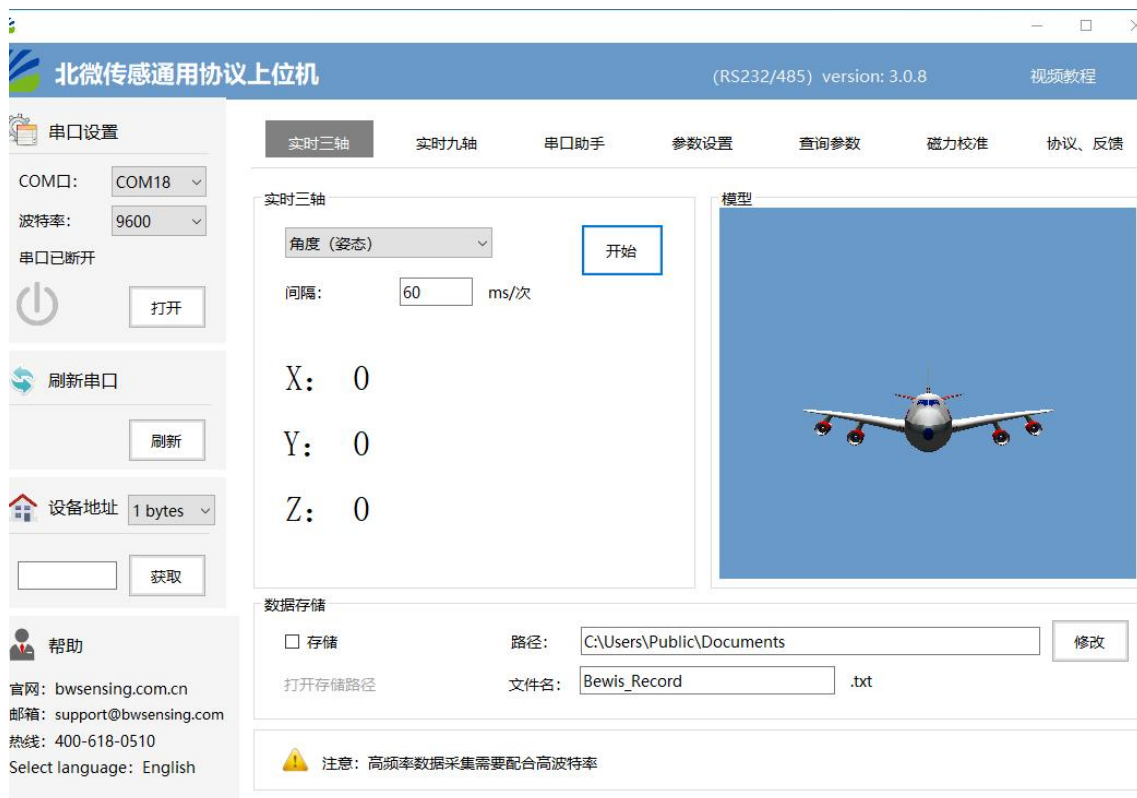 北微传感通用协议上位机
(RS232/485) version: 3.0.8
视频教程
串口设置
COM口:
COM18
波特率:
9600
串口已断开
打开
刷新串口
刷新
设备地址
1 bytes
获取
帮助
官网：bwsensing.com.cn
邮箱：support@bwsensing.com
热线：400-618-0510
Select language：English
实时三轴 实时九轴 串口助手 参数设置 查询参数 磁力校准 协议、反馈
实时三轴
角度（姿态）
开始
间隔:
60
ms/次
X: 0
Y: 0
Z: 0
模型
数据存储
存储
路径:
C:\Users\Public\Documents
修改
打开存储路径
文件名:
Bewis_Record
.txt
注意：高频率数据采集需要配合高波特率